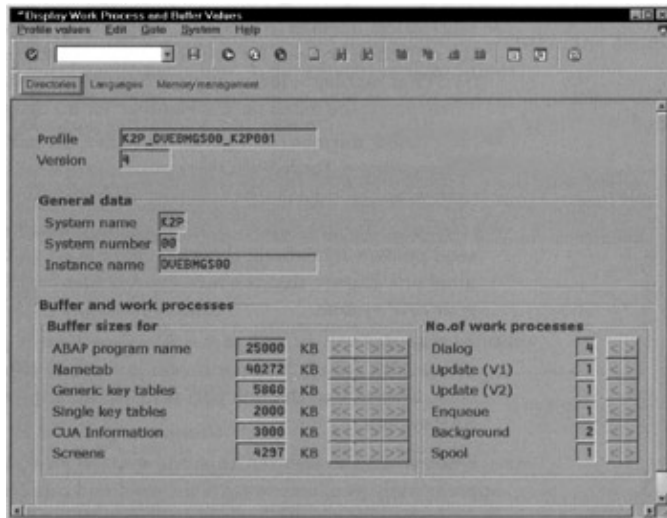 *Display Work Process and Buffer Values
Profile values Edit Goto System Help
Directories Languages Memory management
Profile K2P_DVEBMGS00_K2P001
Version 4
General data
System name K2P
System number 00
Instance name DVEBMGS00
Buffer and work processes
Buffer sizes for
ABAP program name 25000 KB << < > >>
Nametab 40272 KB << < > >>
Generic key tables 5860 KB << < > >>
Single key tables 2000 KB << < > >>
CUA Information 3000 KB << < > >>
Screens 4297 KB << < > >>
No.of work processes
Dialog 4 < >
Update (V1) 1 < >
Update (V2) 1 < >
Enqueue 1 < >
Background 2 < >
Spool 1 < >